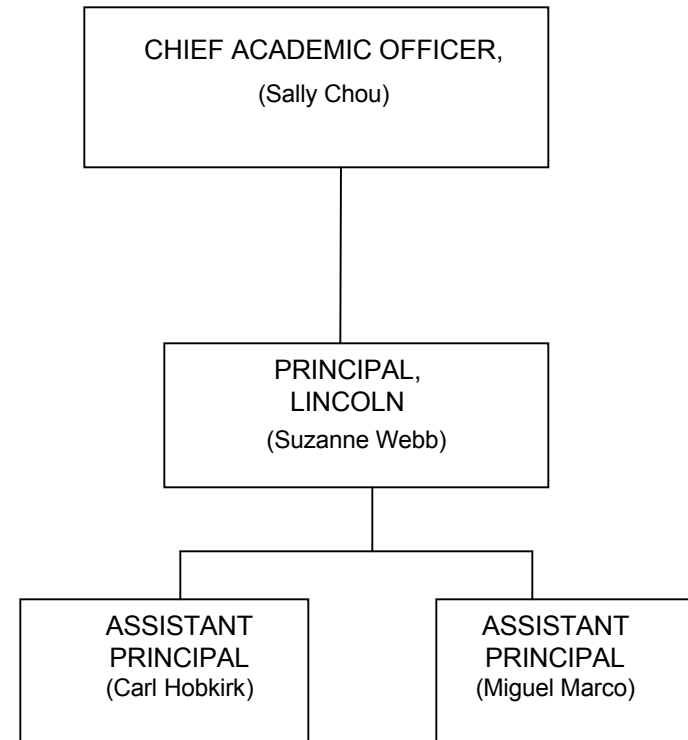 CHIEF ACADEMIC OFFICER,
(Sally Chou)
PRINCIPAL,
LINCOLN
(Suzanne Webb)
ASSISTANT
PRINCIPAL
(Carl Hobkirk)
ASSISTANT
PRINCIPAL
(Miguel Marco)